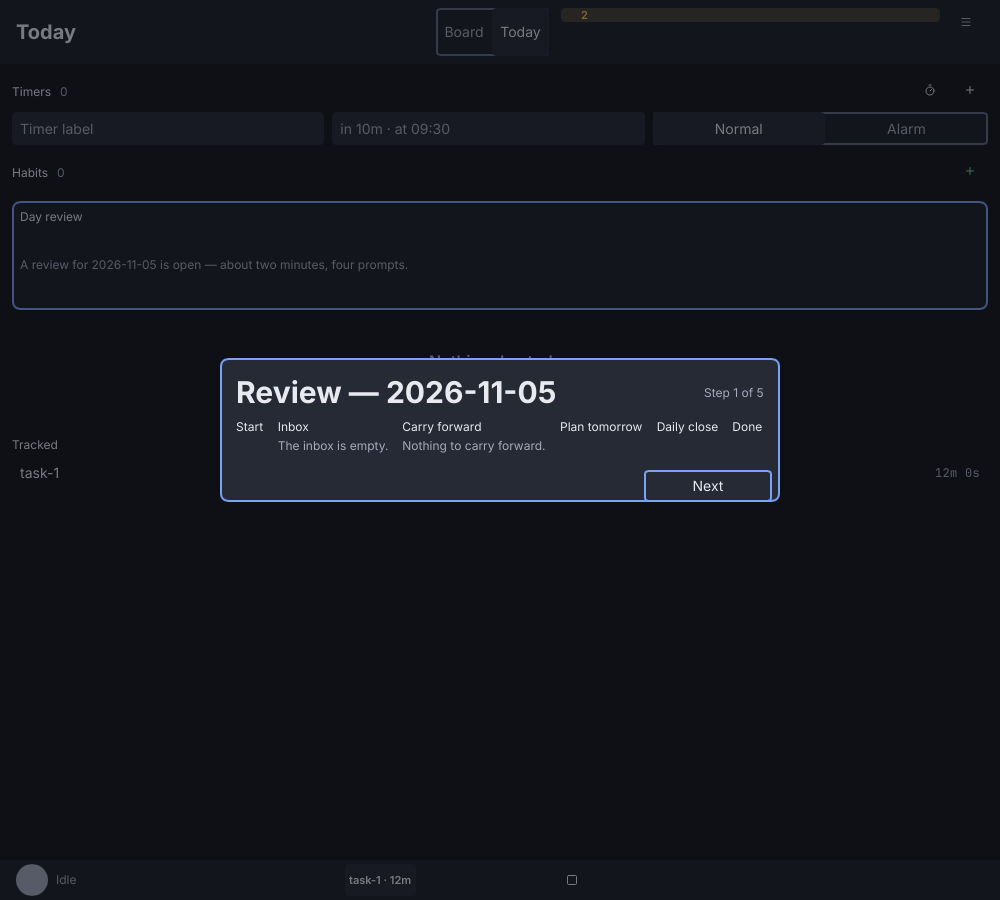 Today
Board
Today
2
Timers 0
Timer label
in 10m · at 09:30
Normal
Alarm
Habits 0
Day review
A review for 2026-11-05 is open — about two minutes, four prompts.
Review — 2026-11-05
Step 1 of 5
Start
Inbox
Carry forward
Plan tomorrow
Daily close
Done
The inbox is empty.
Nothing to carry forward.
Next
Tracked
task-1
12m 0s
Idle
task-1 · 12m